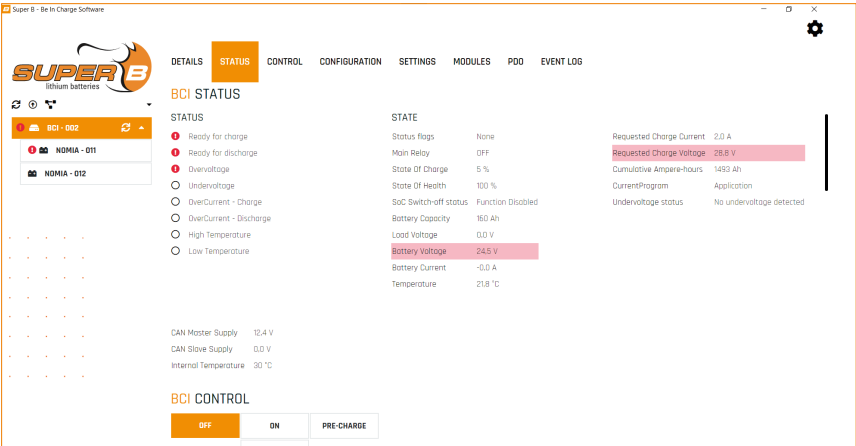 Super B - Be In Charge Software
SUPER B
lithium batteries
DETAILS STATUS CONTROL CONFIGURATION SETTINGS MODULES PDO EVENT LOG
BCI - 002
NOMIA - 011
NOMIA - 012
BCI STATUS
STATUS
Ready for charge
Ready for discharge
Overvoltage
Undervoltage
OverCurrent - Charge
OverCurrent - Discharge
High Temperature
Low Temperature
STATE
Status flags None
Main Relay OFF
State Of Charge 5 %
State Of Health 100 %
SoC Switch-off status Function Disabled
Battery Capacity 160 Ah
Load Voltage 0.0 V
Battery Voltage 24.5 V
Battery Current -0.0 A
Temperature 21.8 °C
Requested Charge Current 2.0 A
Requested Charge Voltage 28.8 V
Cumulative Ampere-hours 1493 Ah
CurrentProgram Application
Undervoltage status No undervoltage detected
CAN Master Supply 12.4 V
CAN Slave Supply 0.0 V
Internal Temperature 30 °C
BCI CONTROL
OFF ON PRE-CHARGE